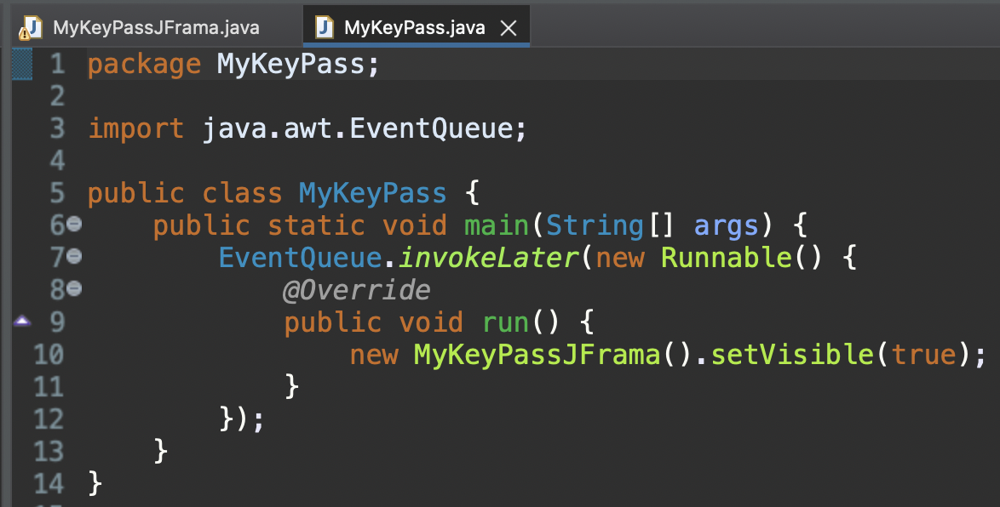 MyKeyPassJFrama.java MyKeyPass.java
1 package MyKeyPass;
2
3 import java.awt.EventQueue;
4
5 public class MyKeyPass {
6 public static void main(String[] args) {
7 EventQueue.invokeLater(new Runnable() {
8 @Override
9 public void run() {
10 new MyKeyPassJFrama().setVisible(true);
11 }
12 });
13 }
14 }